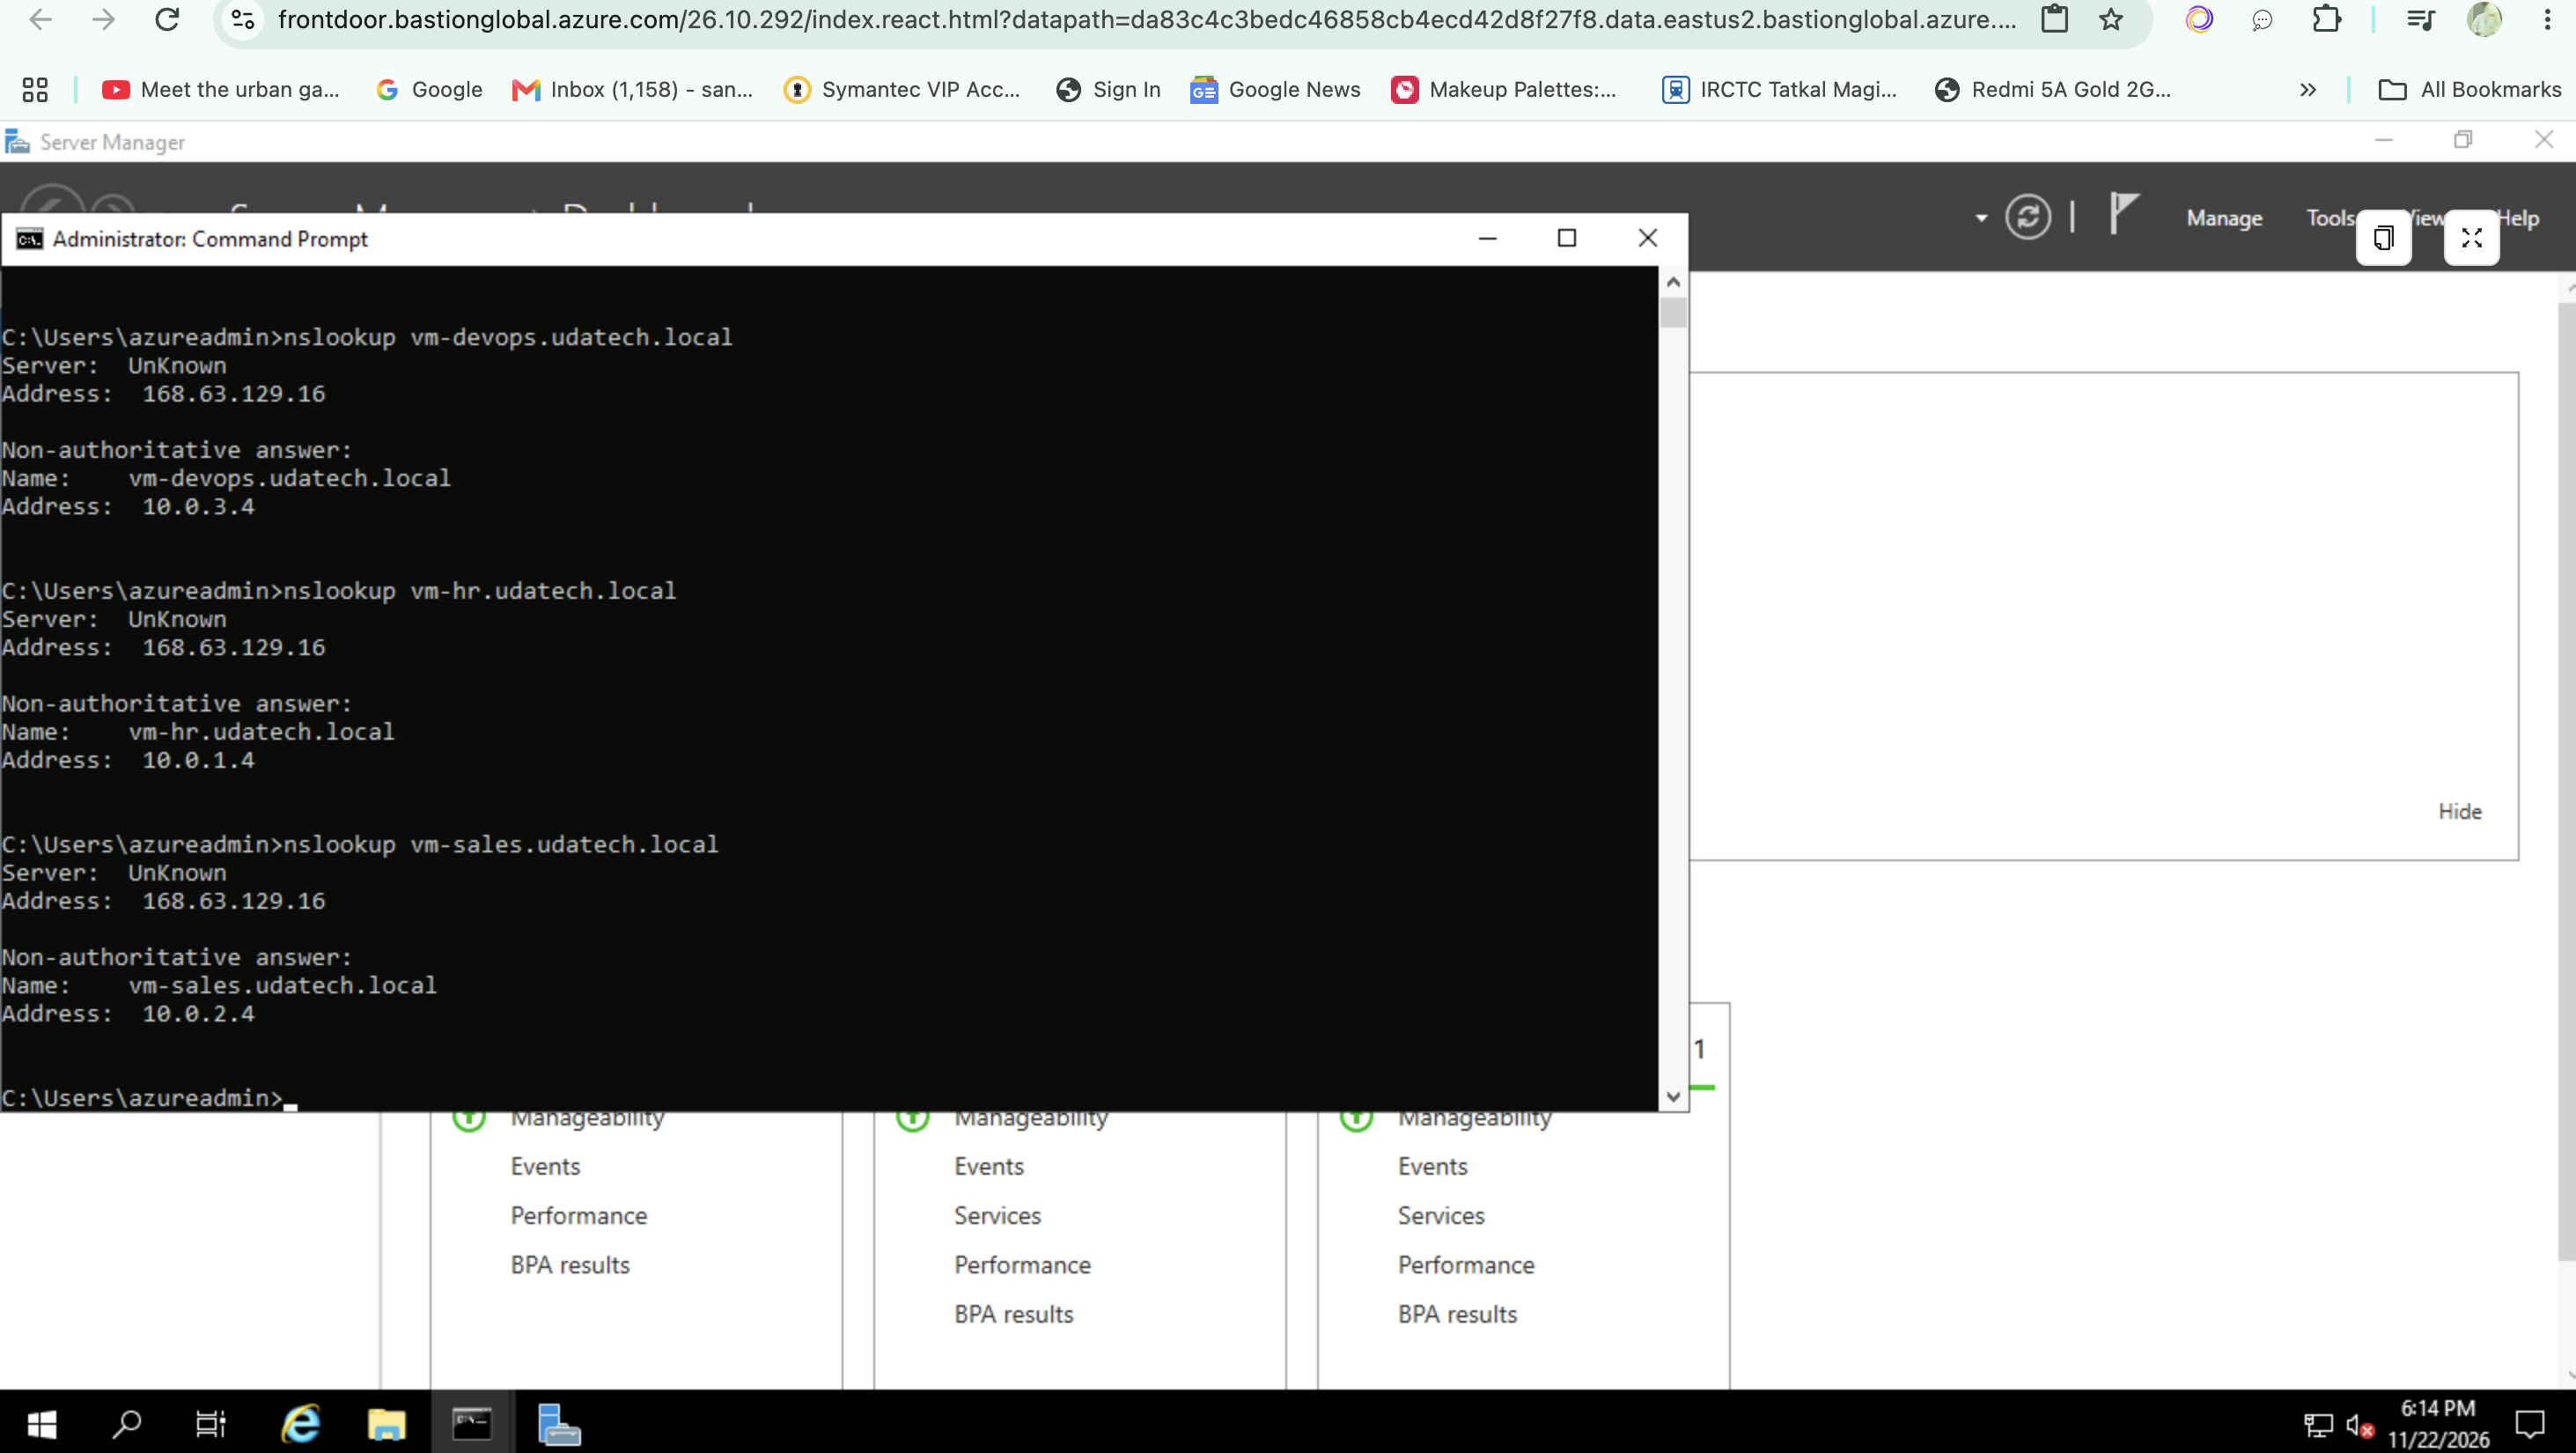 frontdoor.bastionglobal.azure.com/26.10.292/index.react.html?datapath=da83c4c3bedc46858cb4ecd42d8f27f8.data.eastus2.bastionglobal.azure....
Meet the urban ga... Google Inbox (1,158) - san... Symantec VIP Acc... Sign In Google News Makeup Palettes:... IRCTC Tatkal Magi... Redmi 5A Gold 2G... » All Bookmarks
Server Manager
Manage Tools View Help
Administrator: Command Prompt
C:\Users\azureadmin>nslookup vm-devops.udatech.local
Server:  UnKnown
Address:  168.63.129.16
Non-authoritative answer:
Name:    vm-devops.udatech.local
Address:  10.0.3.4
C:\Users\azureadmin>nslookup vm-hr.udatech.local
Server:  UnKnown
Address:  168.63.129.16
Non-authoritative answer:
Name:    vm-hr.udatech.local
Address:  10.0.1.4
Hide
C:\Users\azureadmin>nslookup vm-sales.udatech.local
Server:  UnKnown
Address:  168.63.129.16
Non-authoritative answer:
Name:    vm-sales.udatech.local
Address:  10.0.2.4
1
C:\Users\azureadmin>
Manageability Manageability Manageability
Events Events Events
Performance Services Services
BPA results Performance Performance
BPA results BPA results
6:14 PM
11/22/2026